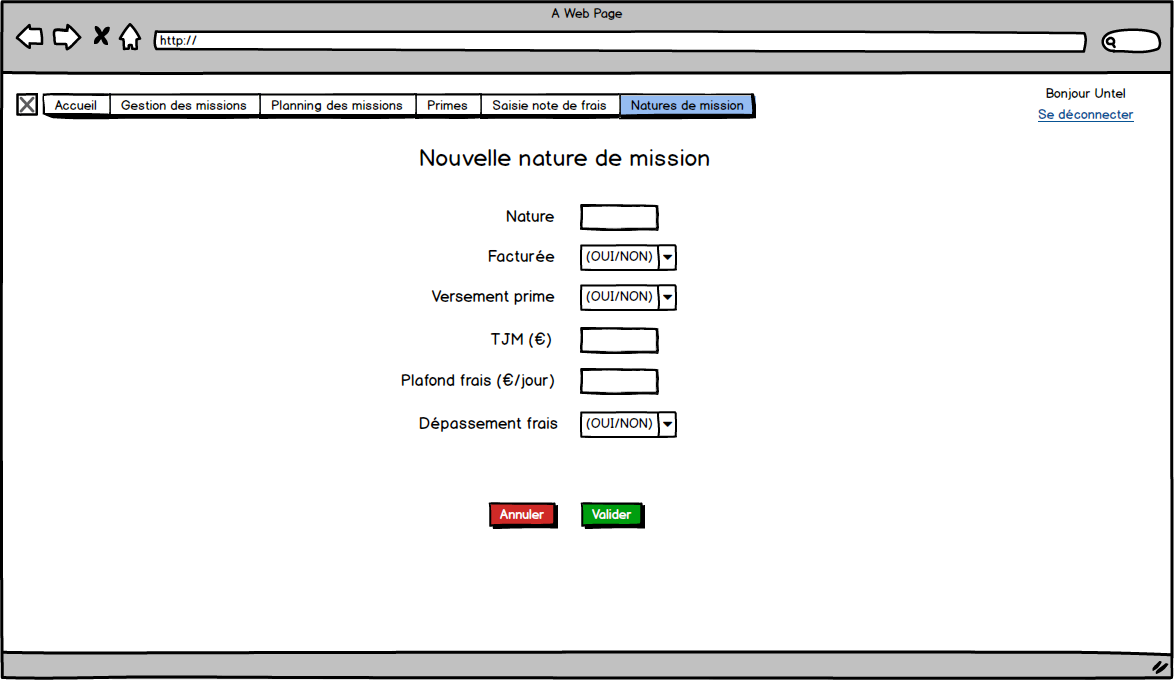 A Web Page
http://
Accueil Gestion des missions Planning des missions Primes Saisie note de frais Natures de mission
Bonjour Untel
Se déconnecter
Nouvelle nature de mission
Nature
Facturée (OUI/NON)
Versement prime (OUI/NON)
TJM (€)
Plafond frais (€/jour)
Dépassement frais (OUI/NON)
Annuler Valider